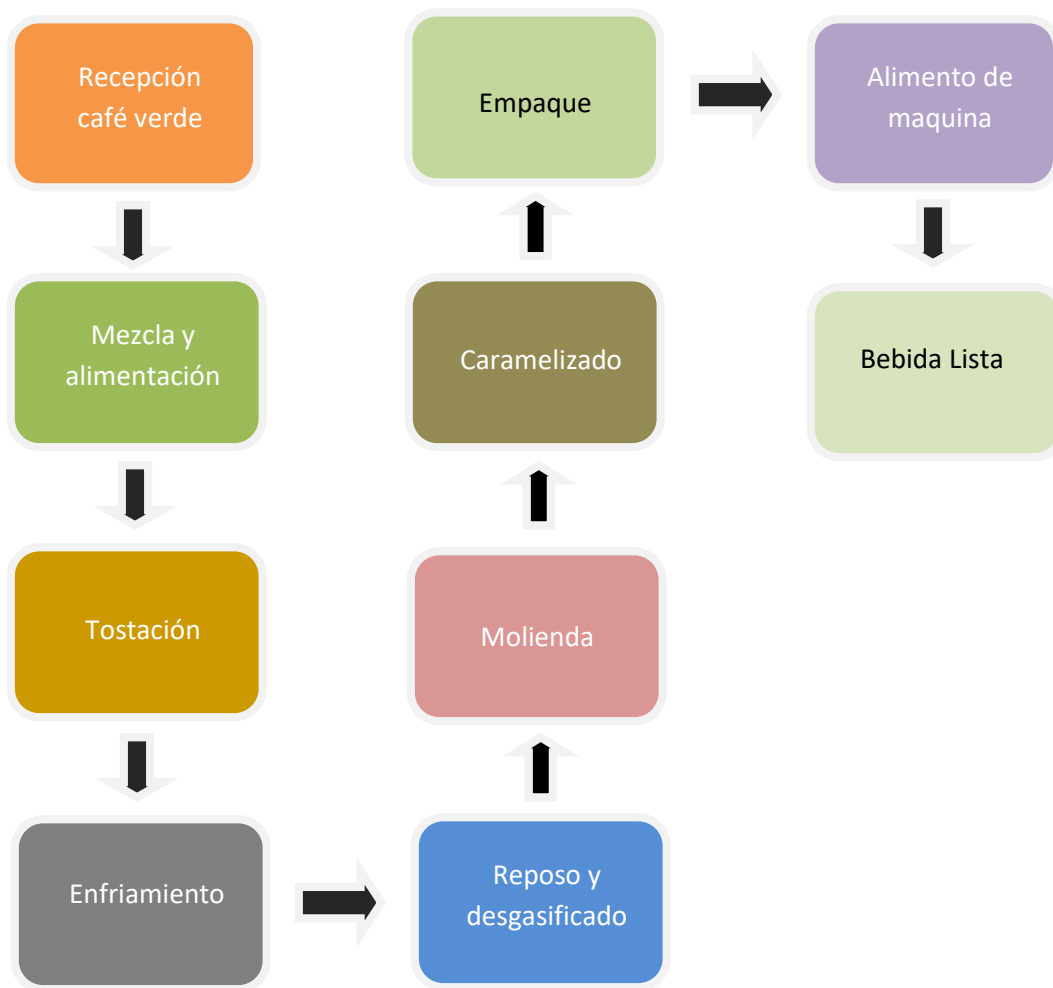 Recepción
café verde
Mezcla y
alimentación
Tostación
Enfriamiento
Reposo y
desgasificado
Molienda
Caramelizado
Empaque
Alimento de
maquina
Bebida Lista